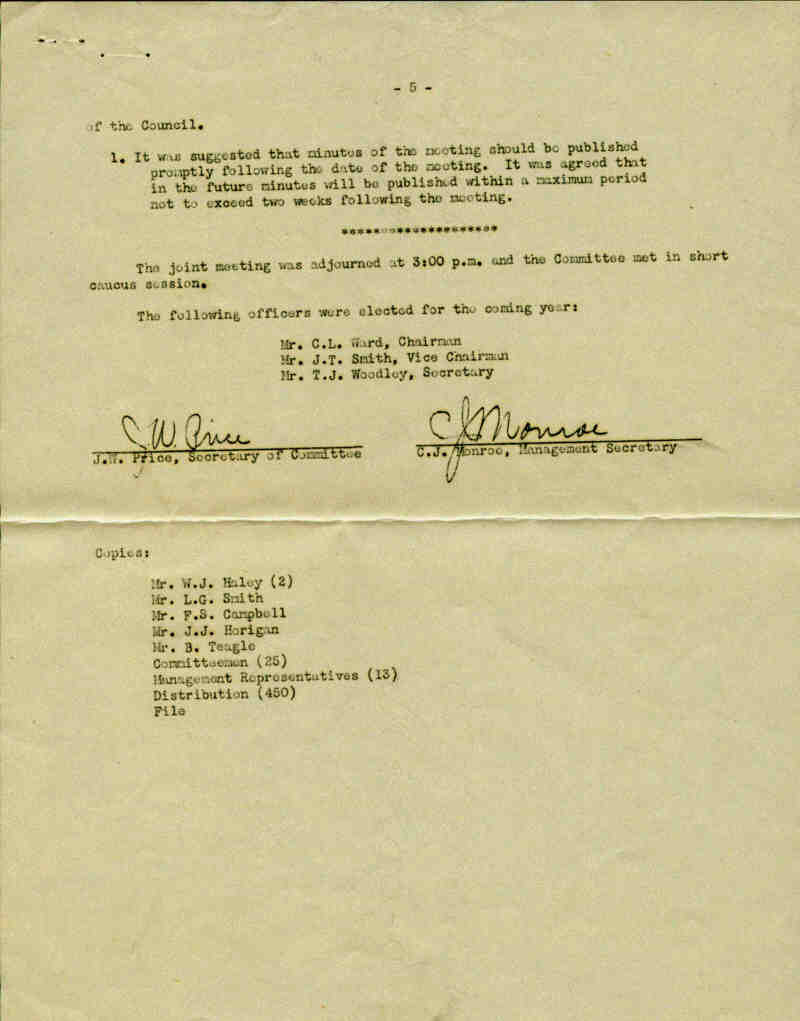 - 5 -
of the Council.
1. It was suggested that minutes of the meeting should be published
promptly following the date of the meeting. It was agreed that
in the future minutes will be published within a maximum period
not to exceed two weeks following the meeting.
********************
The joint meeting was adjourned at 3:00 p.m. and the Committee met in short
caucus session.
The following officers were elected for the coming year:
Mr. C.L. Ward, Chairman
Mr. J.T. Smith, Vice Chairman
Mr. T.J. Woodley, Secretary
J W. Price
C J Monroe
J.W. Price, Secretary of Committee
C.J. Monroe, Management Secretary
Copies:
Mr. W.J. Haley (2)
Mr. L.G. Smith
Mr. F.S. Campbell
Mr. J.J. Horigan
Mr. B. Teagle
Committeemen (25)
Management Representatives (13)
Distribution (450)
File